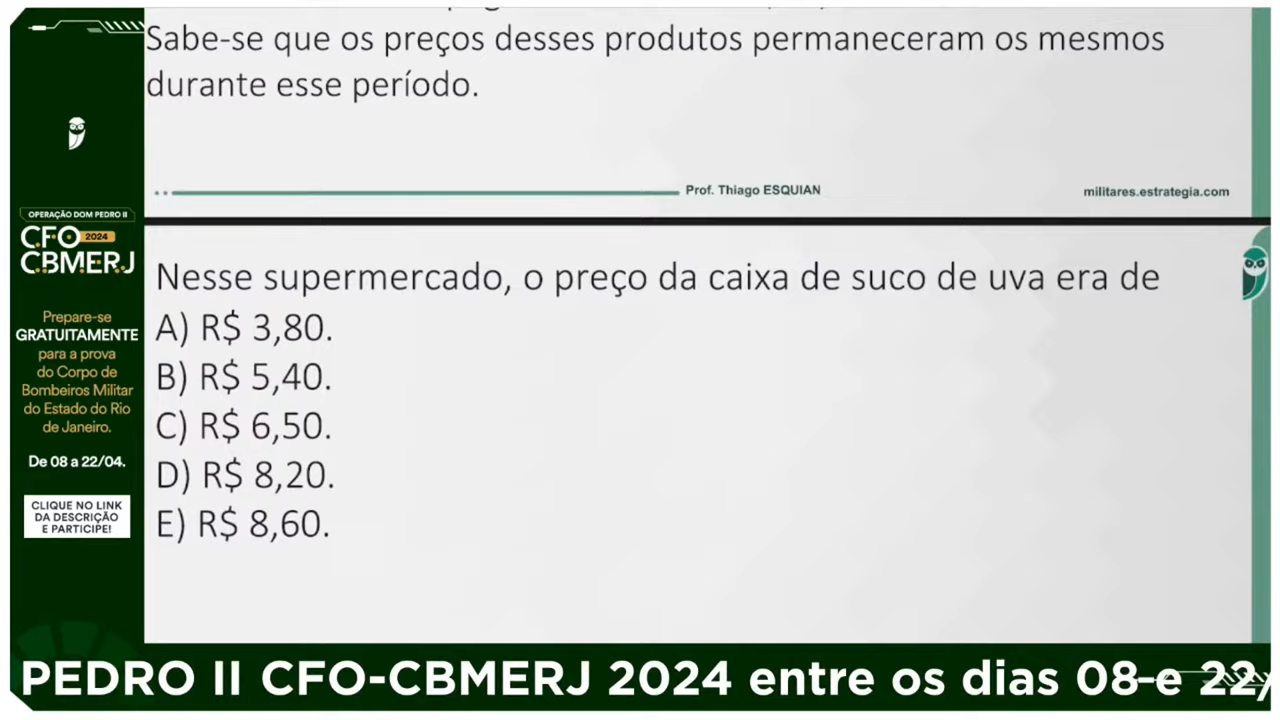 Sabe-se que os preços desses produtos permaneceram os mesmos
durante esse período.
Prof. Thiago ESQUIAN
militares.estrategia.com
OPERAÇÃO DOM PEDRO II
CFO 2024
CBMERJ
Prepare-se
GRATUITAMENTE
para a prova
do Corpo de
Bombeiros Militar
do Estado do Rio
de Janeiro.
De 08 a 22/04.
CLIQUE NO LINK
DA DESCRIÇÃO
E PARTICIPE!
Nesse supermercado, o preço da caixa de suco de uva era de
A) R$ 3,80.
B) R$ 5,40.
C) R$ 6,50.
D) R$ 8,20.
E) R$ 8,60.
PEDRO II CFO-CBMERJ 2024 entre os dias 08 e 22/